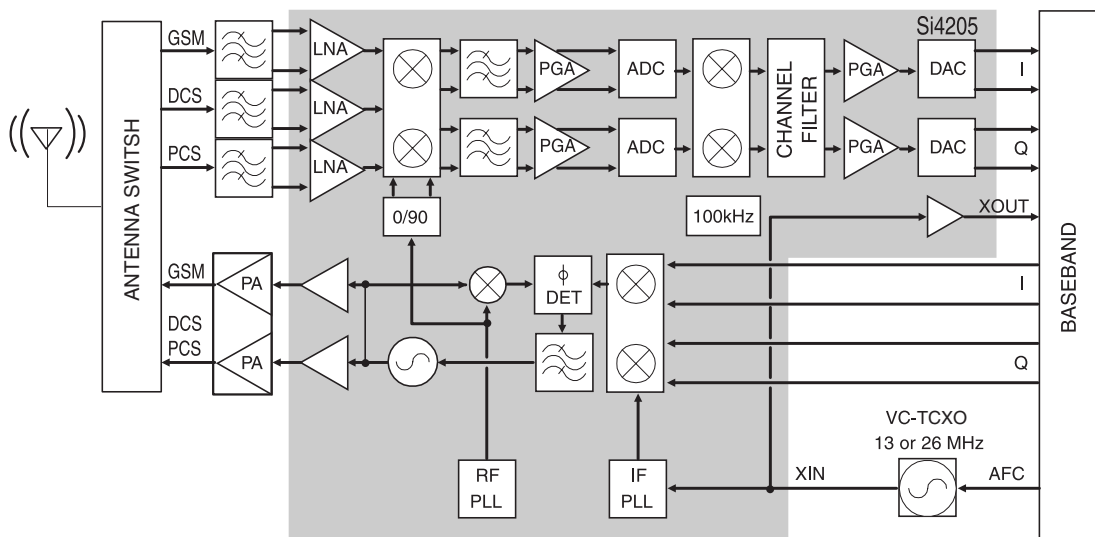 Si4205
GSM
LNA
PGA
ADC
CHANNEL
FILTER
PGA
DAC
I
DCS
LNA
PCS
LNA
PGA
ADC
PGA
DAC
Q
ANTENNA SWITSH
BASEBAND
0/90
100kHz
XOUT
GSM
PA
ϕ
DET
I
DCS
PCS
PA
Q
VC-TCXO
13 or 26 MHz
RF
PLL
IF
PLL
XIN
AFC